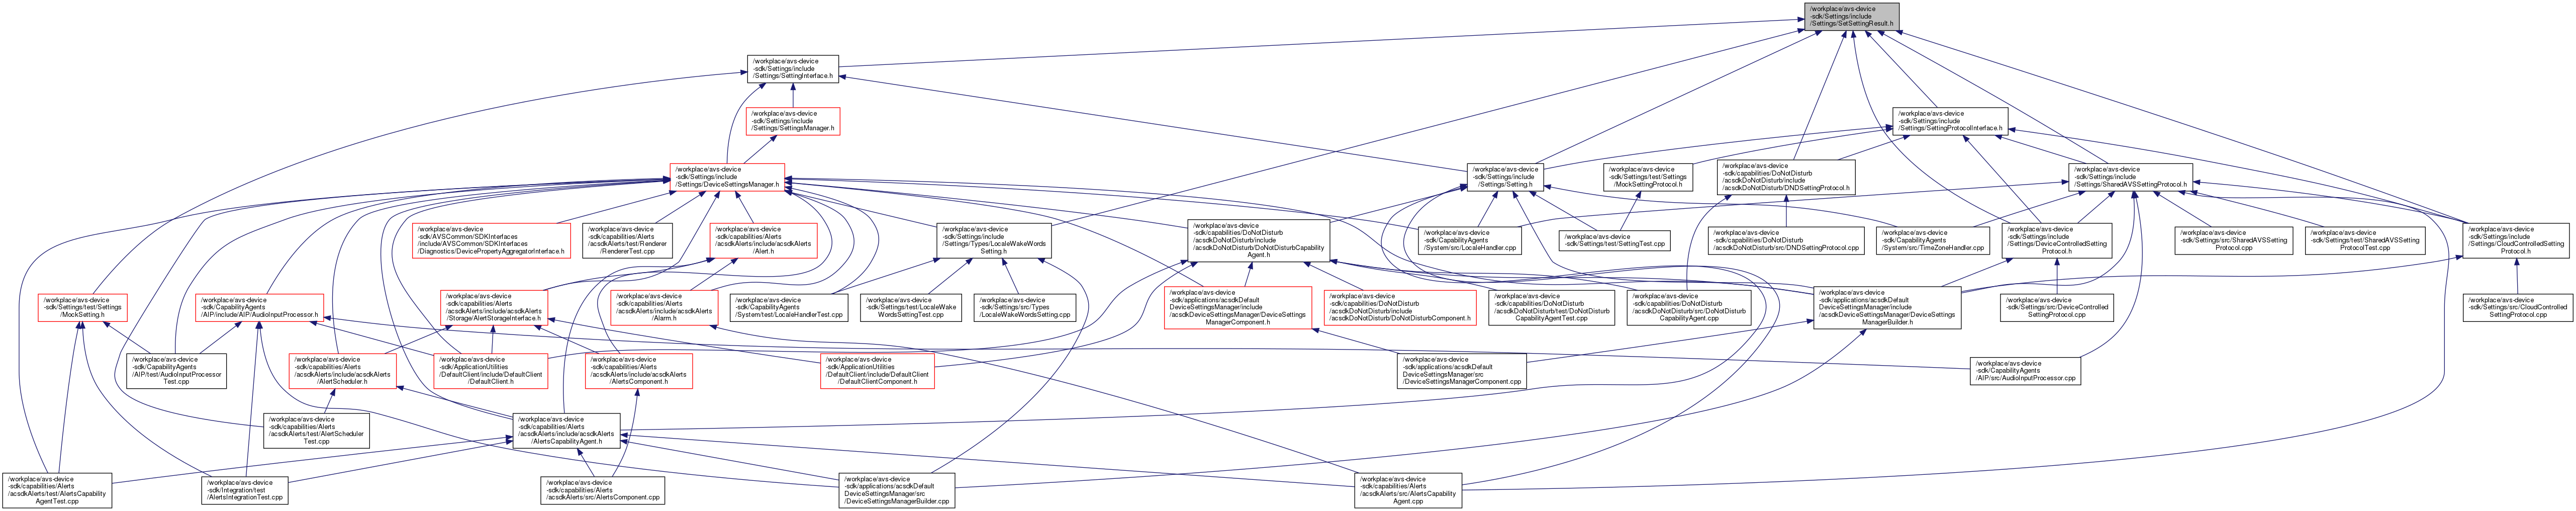 /workplace/avs-device
-sdk/Settings/include
/Settings/SetSettingResult.h
/workplace/avs-device
-sdk/Settings/include
/Settings/SettingInterface.h
/workplace/avs-device
-sdk/Settings/include
/Settings/SettingsManager.h
/workplace/avs-device
-sdk/Settings/include
/Settings/SettingProtocolInterface.h
/workplace/avs-device
-sdk/Settings/include
/Settings/DeviceSettingsManager.h
/workplace/avs-device
-sdk/Settings/include
/Settings/Setting.h
/workplace/avs-device
-sdk/Settings/test/Settings
/MockSettingProtocol.h
/workplace/avs-device
-sdk/capabilities/DoNotDisturb
/acsdkDoNotDisturb/include
/acsdkDoNotDisturb/DNDSettingProtocol.h
/workplace/avs-device
-sdk/Settings/include
/Settings/SharedAVSSettingProtocol.h
/workplace/avs-device
-sdk/AVSCommon/SDKInterfaces
/include/AVSCommon/SDKInterfaces
/Diagnostics/DevicePropertyAggregatorInterface.h
/workplace/avs-device
-sdk/capabilities/Alerts
/acsdkAlerts/test/Renderer
/RendererTest.cpp
/workplace/avs-device
-sdk/capabilities/Alerts
/acsdkAlerts/include/acsdkAlerts
/Alert.h
/workplace/avs-device
-sdk/Settings/include
/Settings/Types/LocaleWakeWords
Setting.h
/workplace/avs-device
-sdk/capabilities/DoNotDisturb
/acsdkDoNotDisturb/include
/acsdkDoNotDisturb/DoNotDisturbCapability
Agent.h
/workplace/avs-device
-sdk/CapabilityAgents
/System/src/LocaleHandler.cpp
/workplace/avs-device
-sdk/Settings/test/SettingTest.cpp
/workplace/avs-device
-sdk/capabilities/DoNotDisturb
/acsdkDoNotDisturb/src/DNDSettingProtocol.cpp
/workplace/avs-device
-sdk/CapabilityAgents
/System/src/TimeZoneHandler.cpp
/workplace/avs-device
-sdk/Settings/include
/Settings/DeviceControlledSetting
Protocol.h
/workplace/avs-device
-sdk/Settings/src/SharedAVSSetting
Protocol.cpp
/workplace/avs-device
-sdk/Settings/test/SharedAVSSetting
ProtocolTest.cpp
/workplace/avs-device
-sdk/Settings/include
/Settings/CloudControlledSetting
Protocol.h
/workplace/avs-device
-sdk/Settings/test/Settings
/MockSetting.h
/workplace/avs-device
-sdk/CapabilityAgents
/AIP/include/AIP/AudioInputProcessor.h
/workplace/avs-device
-sdk/capabilities/Alerts
/acsdkAlerts/include/acsdkAlerts
/Storage/AlertStorageInterface.h
/workplace/avs-device
-sdk/capabilities/Alerts
/acsdkAlerts/include/acsdkAlerts
/Alarm.h
/workplace/avs-device
-sdk/CapabilityAgents
/System/test/LocaleHandlerTest.cpp
/workplace/avs-device
-sdk/Settings/test/LocaleWake
WordsSettingTest.cpp
/workplace/avs-device
-sdk/Settings/src/Types
/LocaleWakeWordsSetting.cpp
/workplace/avs-device
-sdk/applications/acsdkDefault
DeviceSettingsManager/include
/acsdkDeviceSettingsManager/DeviceSettings
ManagerComponent.h
/workplace/avs-device
-sdk/capabilities/DoNotDisturb
/acsdkDoNotDisturb/include
/acsdkDoNotDisturb/DoNotDisturbComponent.h
/workplace/avs-device
-sdk/capabilities/DoNotDisturb
/acsdkDoNotDisturb/test/DoNotDisturb
CapabilityAgentTest.cpp
/workplace/avs-device
-sdk/capabilities/DoNotDisturb
/acsdkDoNotDisturb/src/DoNotDisturb
CapabilityAgent.cpp
/workplace/avs-device
-sdk/applications/acsdkDefault
DeviceSettingsManager/include
/acsdkDeviceSettingsManager/DeviceSettings
ManagerBuilder.h
/workplace/avs-device
-sdk/Settings/src/DeviceControlled
SettingProtocol.cpp
/workplace/avs-device
-sdk/Settings/src/CloudControlled
SettingProtocol.cpp
/workplace/avs-device
-sdk/CapabilityAgents
/AIP/test/AudioInputProcessor
Test.cpp
/workplace/avs-device
-sdk/capabilities/Alerts
/acsdkAlerts/include/acsdkAlerts
/AlertScheduler.h
/workplace/avs-device
-sdk/ApplicationUtilities
/DefaultClient/include/DefaultClient
/DefaultClient.h
/workplace/avs-device
-sdk/capabilities/Alerts
/acsdkAlerts/include/acsdkAlerts
/AlertsComponent.h
/workplace/avs-device
-sdk/ApplicationUtilities
/DefaultClient/include/DefaultClient
/DefaultClientComponent.h
/workplace/avs-device
-sdk/applications/acsdkDefault
DeviceSettingsManager/src
/DeviceSettingsManagerComponent.cpp
/workplace/avs-device
-sdk/CapabilityAgents
/AIP/src/AudioInputProcessor.cpp
/workplace/avs-device
-sdk/capabilities/Alerts
/acsdkAlerts/test/AlertScheduler
Test.cpp
/workplace/avs-device
-sdk/capabilities/Alerts
/acsdkAlerts/include/acsdkAlerts
/AlertsCapabilityAgent.h
/workplace/avs-device
-sdk/capabilities/Alerts
/acsdkAlerts/test/AlertsCapability
AgentTest.cpp
/workplace/avs-device
-sdk/Integration/test
/AlertsIntegrationTest.cpp
/workplace/avs-device
-sdk/capabilities/Alerts
/acsdkAlerts/src/AlertsComponent.cpp
/workplace/avs-device
-sdk/applications/acsdkDefault
DeviceSettingsManager/src
/DeviceSettingsManagerBuilder.cpp
/workplace/avs-device
-sdk/capabilities/Alerts
/acsdkAlerts/src/AlertsCapability
Agent.cpp